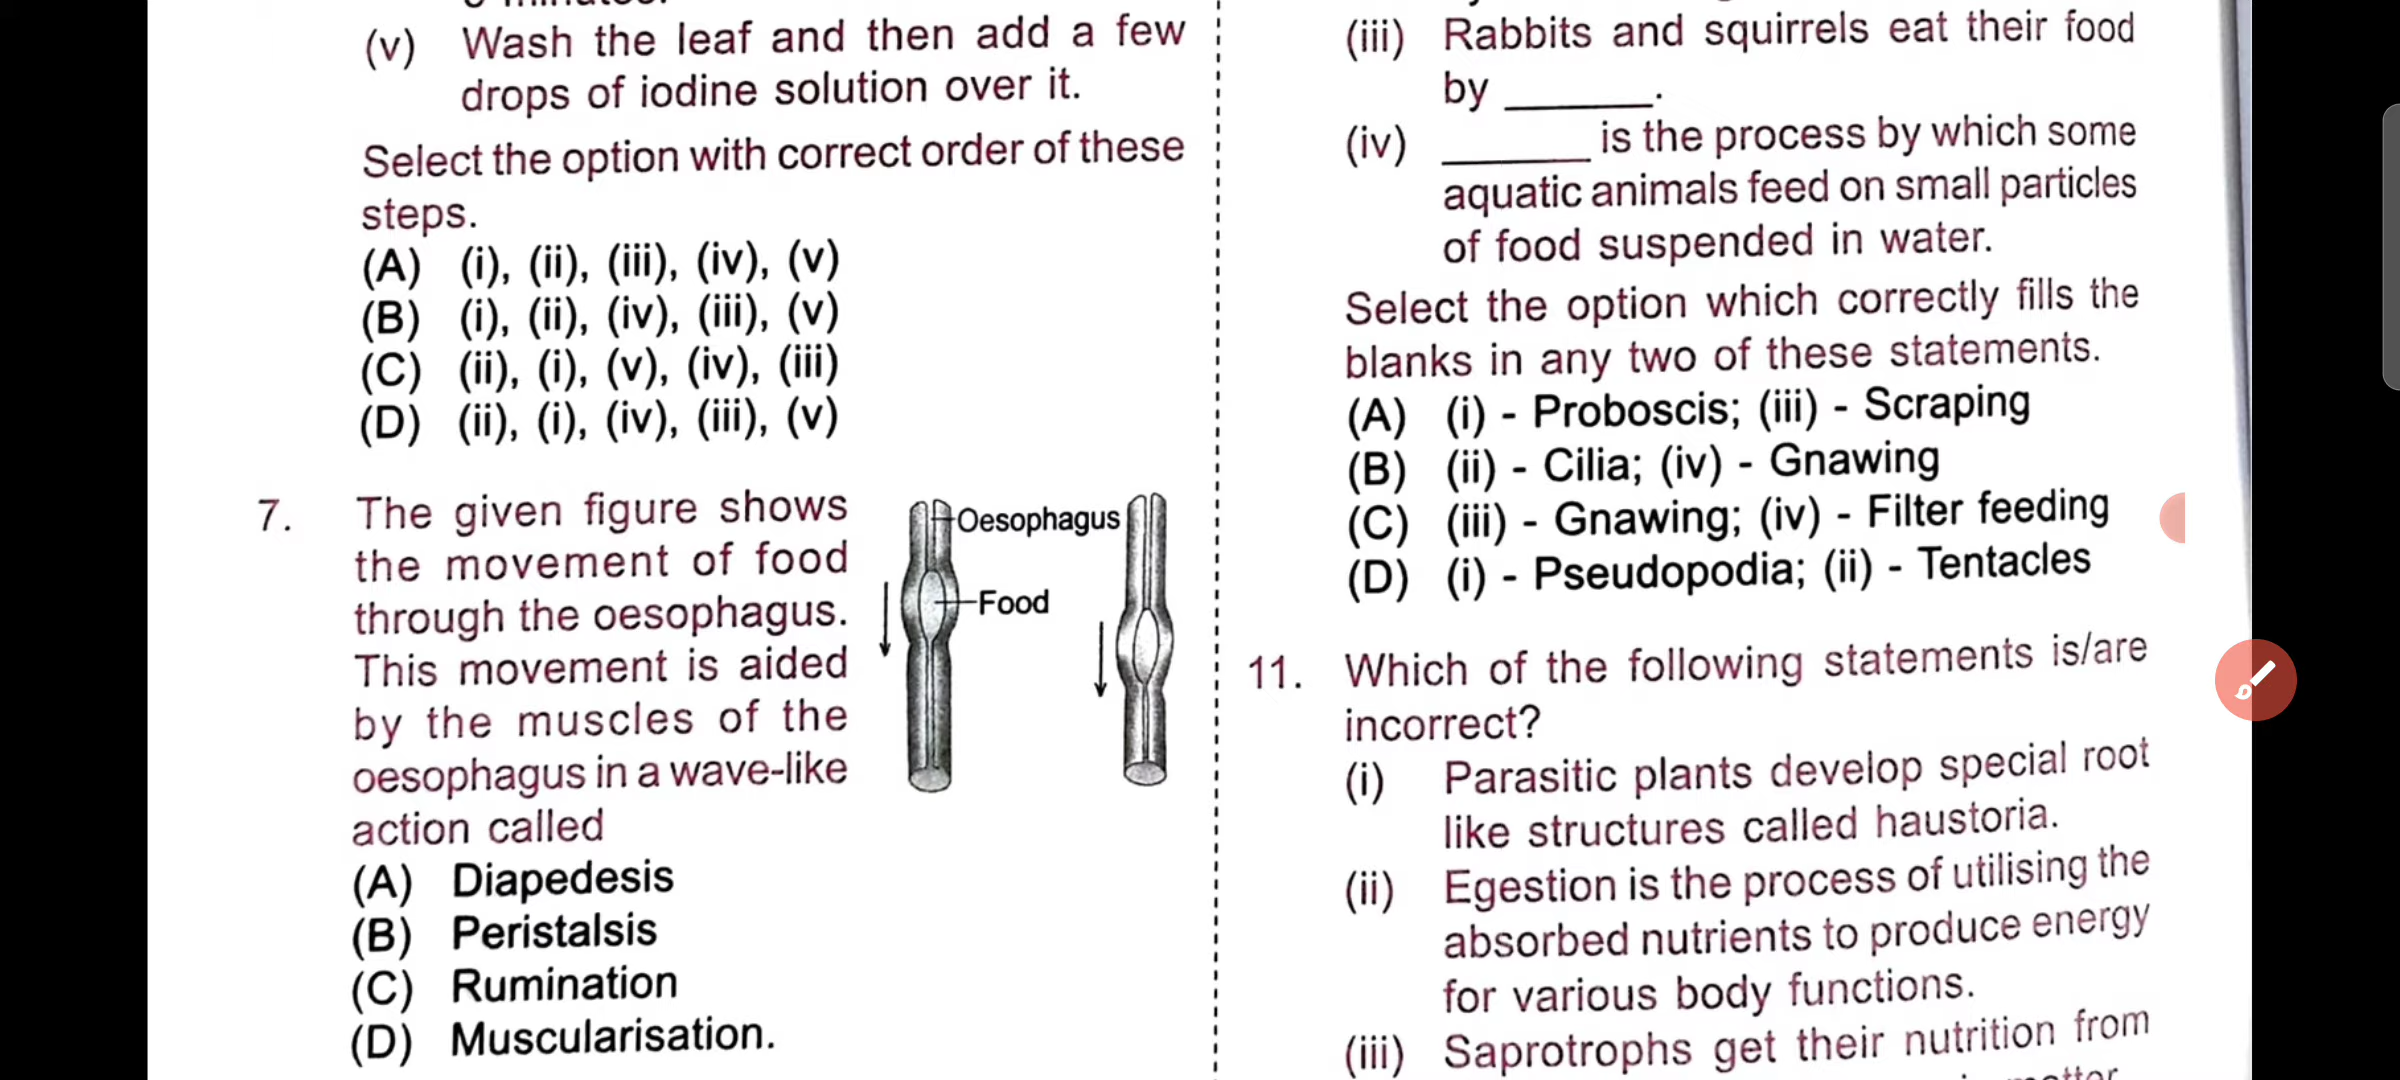 (v) Wash the leaf and then add a few
drops of iodine solution over it.
Select the option with correct order of these
steps.
(A) (i), (ii), (iii), (iv), (v)
(B) (i), (ii), (iv), (iii), (v)
(C) (ii), (i), (v), (iv), (iii)
(D) (ii), (i), (iv), (iii), (v)
7. The given figure shows
the movement of food
through the oesophagus.
This movement is aided
by the muscles of the
oesophagus in a wave-like
action called
Oesophagus
Food
(A) Diapedesis
(B) Peristalsis
(C) Rumination
(D) Muscularisation.
(iii) Rabbits and squirrels eat their food
by ______.
(iv) ______ is the process by which some
aquatic animals feed on small particles
of food suspended in water.
Select the option which correctly fills the
blanks in any two of these statements.
(A) (i) - Proboscis; (iii) - Scraping
(B) (ii) - Cilia; (iv) - Gnawing
(C) (iii) - Gnawing; (iv) - Filter feeding
(D) (i) - Pseudopodia; (ii) - Tentacles
11. Which of the following statements is/are
incorrect?
(i) Parasitic plants develop special root
like structures called haustoria.
(ii) Egestion is the process of utilising the
absorbed nutrients to produce energy
for various body functions.
(iii) Saprotrophs get their nutrition from